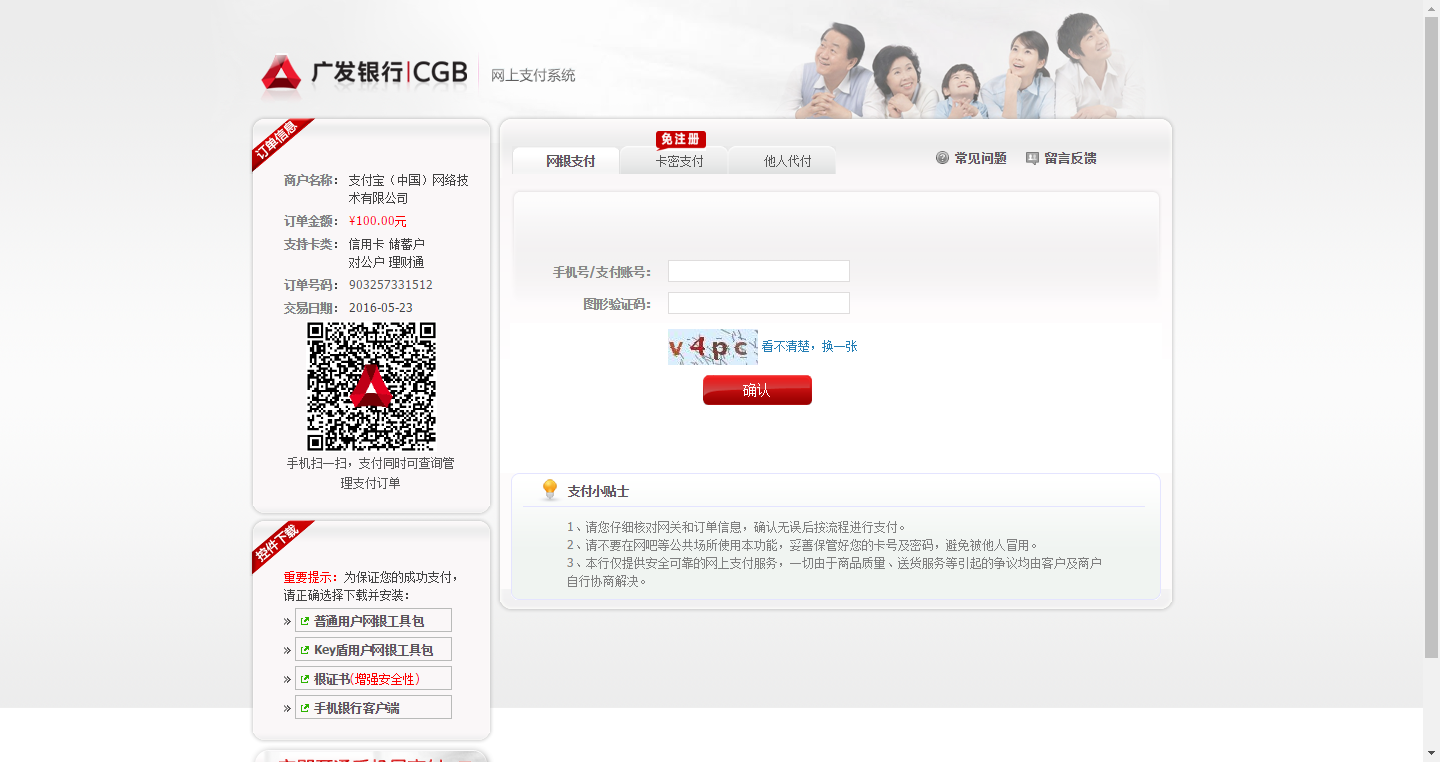 广发银行|CGB 网上支付系统
订单信息
商户名称： 支付宝（中国）网络技
术有限公司
订单金额： ¥100.00元
支持卡类： 信用卡 储蓄户
对公户 理财通
订单号码： 903257331512
交易日期： 2016-05-23
手机扫一扫，支付同时可查询管
理支付订单
控件下载
重要提示：为保证您的成功支付，
请正确选择下载并安装：
» 普通用户网银工具包
» Key盾用户网银工具包
» 根证书(增强安全性)
» 手机银行客户端
免注册
网银支付 卡密支付 他人代付
常见问题 留言反馈
手机号/支付账号：
图形验证码：
v4pc 看不清楚，换一张
确认
支付小贴士
1、请您仔细核对网关和订单信息，确认无误后按流程进行支付。
2、请不要在网吧等公共场所使用本功能，妥善保管好您的卡号及密码，避免被他人冒用。
3、本行仅提供安全可靠的网上支付服务，一切由于商品质量、送货服务等引起的争议均由客户及商户
自行协商解决。